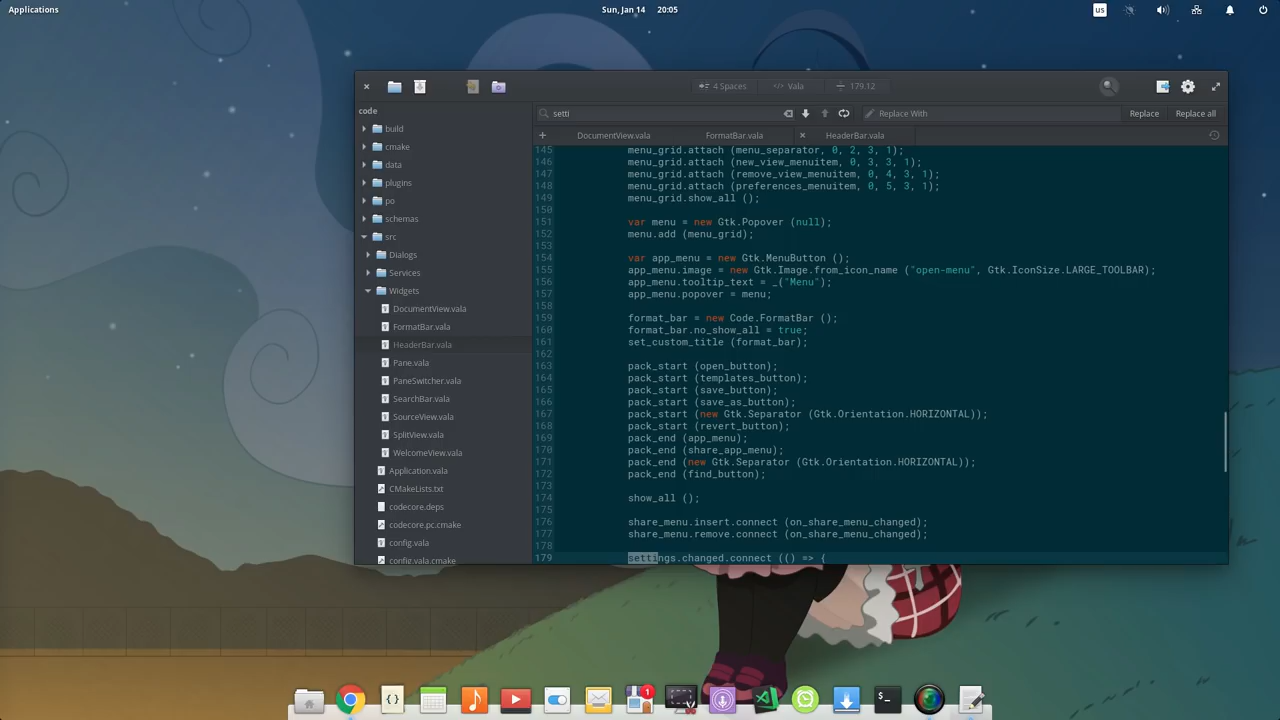 Applications
Sun, Jan 14 20:05
us
4 Spaces
</> Vala
179.12
code
setti
Replace With
Replace
Replace all
DocumentView.vala
FormatBar.vala
HeaderBar.vala
build
cmake
data
plugins
po
schemas
src
Dialogs
Services
Widgets
DocumentView.vala
FormatBar.vala
HeaderBar.vala
Pane.vala
PaneSwitcher.vala
SearchBar.vala
SourceView.vala
SplitView.vala
WelcomeView.vala
Application.vala
CMakeLists.txt
codecore.deps
codecore.pc.cmake
config.vala
config.vala.cmake
145 menu_grid.attach (menu_separator, 0, 2, 3, 1);
146 menu_grid.attach (new_view_menuitem, 0, 3, 3, 1);
147 menu_grid.attach (remove_view_menuitem, 0, 4, 3, 1);
148 menu_grid.attach (preferences_menuitem, 0, 5, 3, 1);
149 menu_grid.show_all ();
150
151 var menu = new Gtk.Popover (null);
152 menu.add (menu_grid);
153
154 var app_menu = new Gtk.MenuButton ();
155 app_menu.image = new Gtk.Image.from_icon_name ("open-menu", Gtk.IconSize.LARGE_TOOLBAR);
156 app_menu.tooltip_text = _("Menu");
157 app_menu.popover = menu;
158
159 format_bar = new Code.FormatBar ();
160 format_bar.no_show_all = true;
161 set_custom_title (format_bar);
162
163 pack_start (open_button);
164 pack_start (templates_button);
165 pack_start (save_button);
166 pack_start (save_as_button);
167 pack_start (new Gtk.Separator (Gtk.Orientation.HORIZONTAL));
168 pack_start (revert_button);
169 pack_end (app_menu);
170 pack_end (share_app_menu);
171 pack_end (new Gtk.Separator (Gtk.Orientation.HORIZONTAL));
172 pack_end (find_button);
173
174 show_all ();
175
176 share_menu.insert.connect (on_share_menu_changed);
177 share_menu.remove.connect (on_share_menu_changed);
178
179 settings.changed.connect (() => {
{}
1
>_